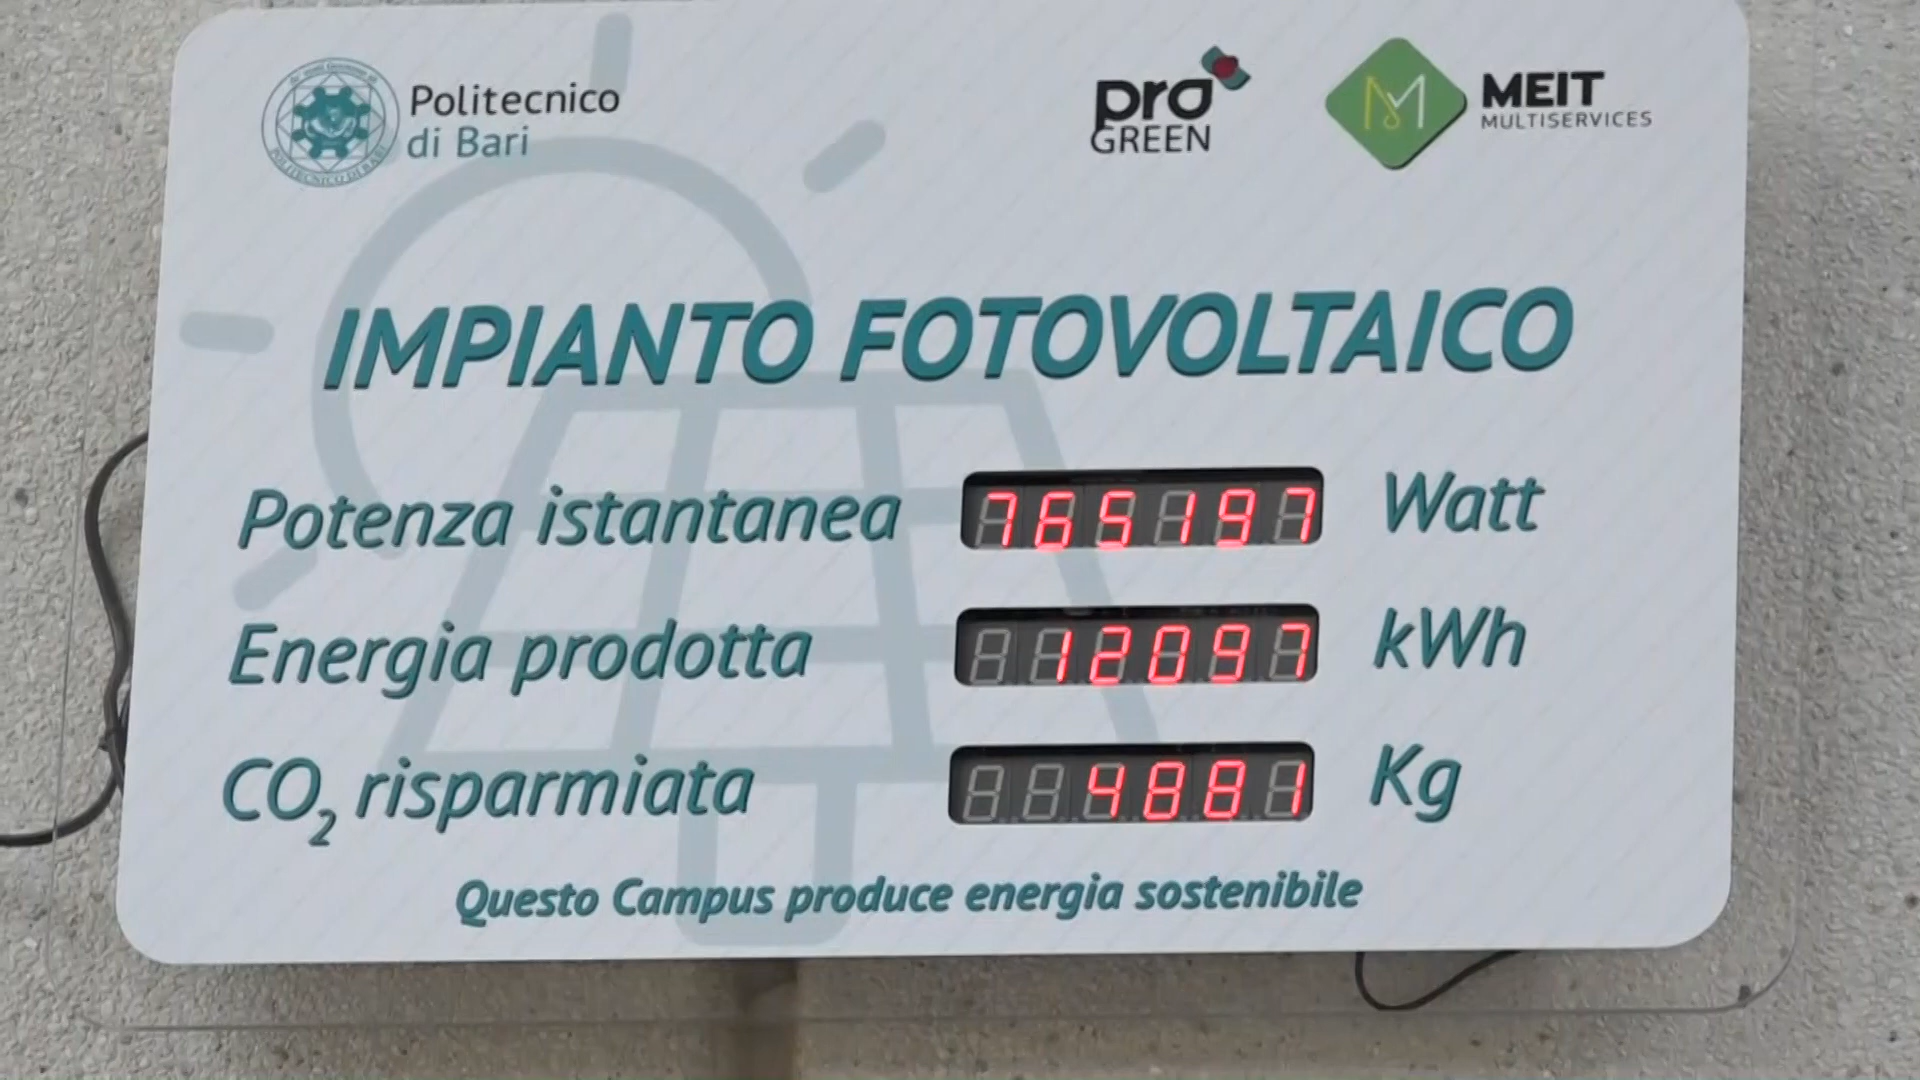 Politecnico
di Bari
pro
GREEN
MEIT
MULTISERVICES
IMPIANTO FOTOVOLTAICO
Potenza istantanea 765197 Watt
Energia prodotta 12097 kWh
CO₂ risparmiata 4881 Kg
Questo Campus produce energia sostenibile